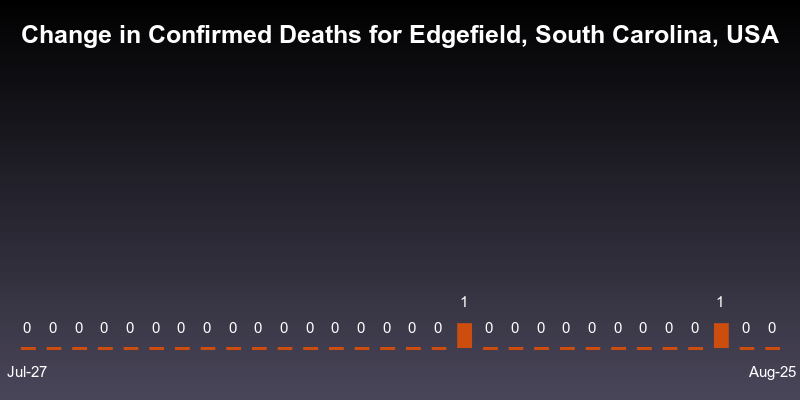 Change in Confirmed Deaths for Edgefield, South Carolina, USA
1 1
0 0 0 0 0 0 0 0 0 0 0 0 0 0 0 0 0 0 0 0 0 0 0 0 0 0 0 0
Jul-27 Aug-25